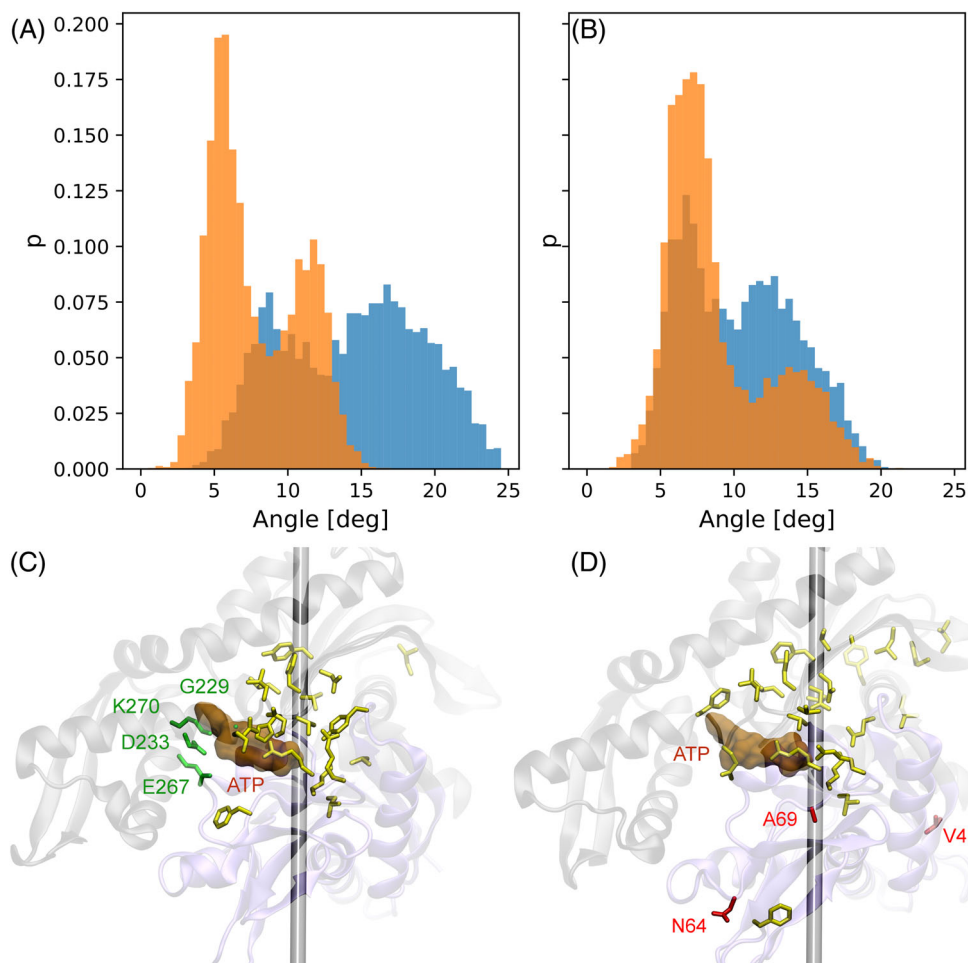 (A)
0.200
0.175
0.150
0.125
0.100
0.075
0.050
0.025
0.000
p
0 5 10 15 20 25
Angle [deg]
(B)
p
0 5 10 15 20 25
Angle [deg]
(C)
G229
K270
D233
E267
ATP
(D)
ATP
A69
V4
N64